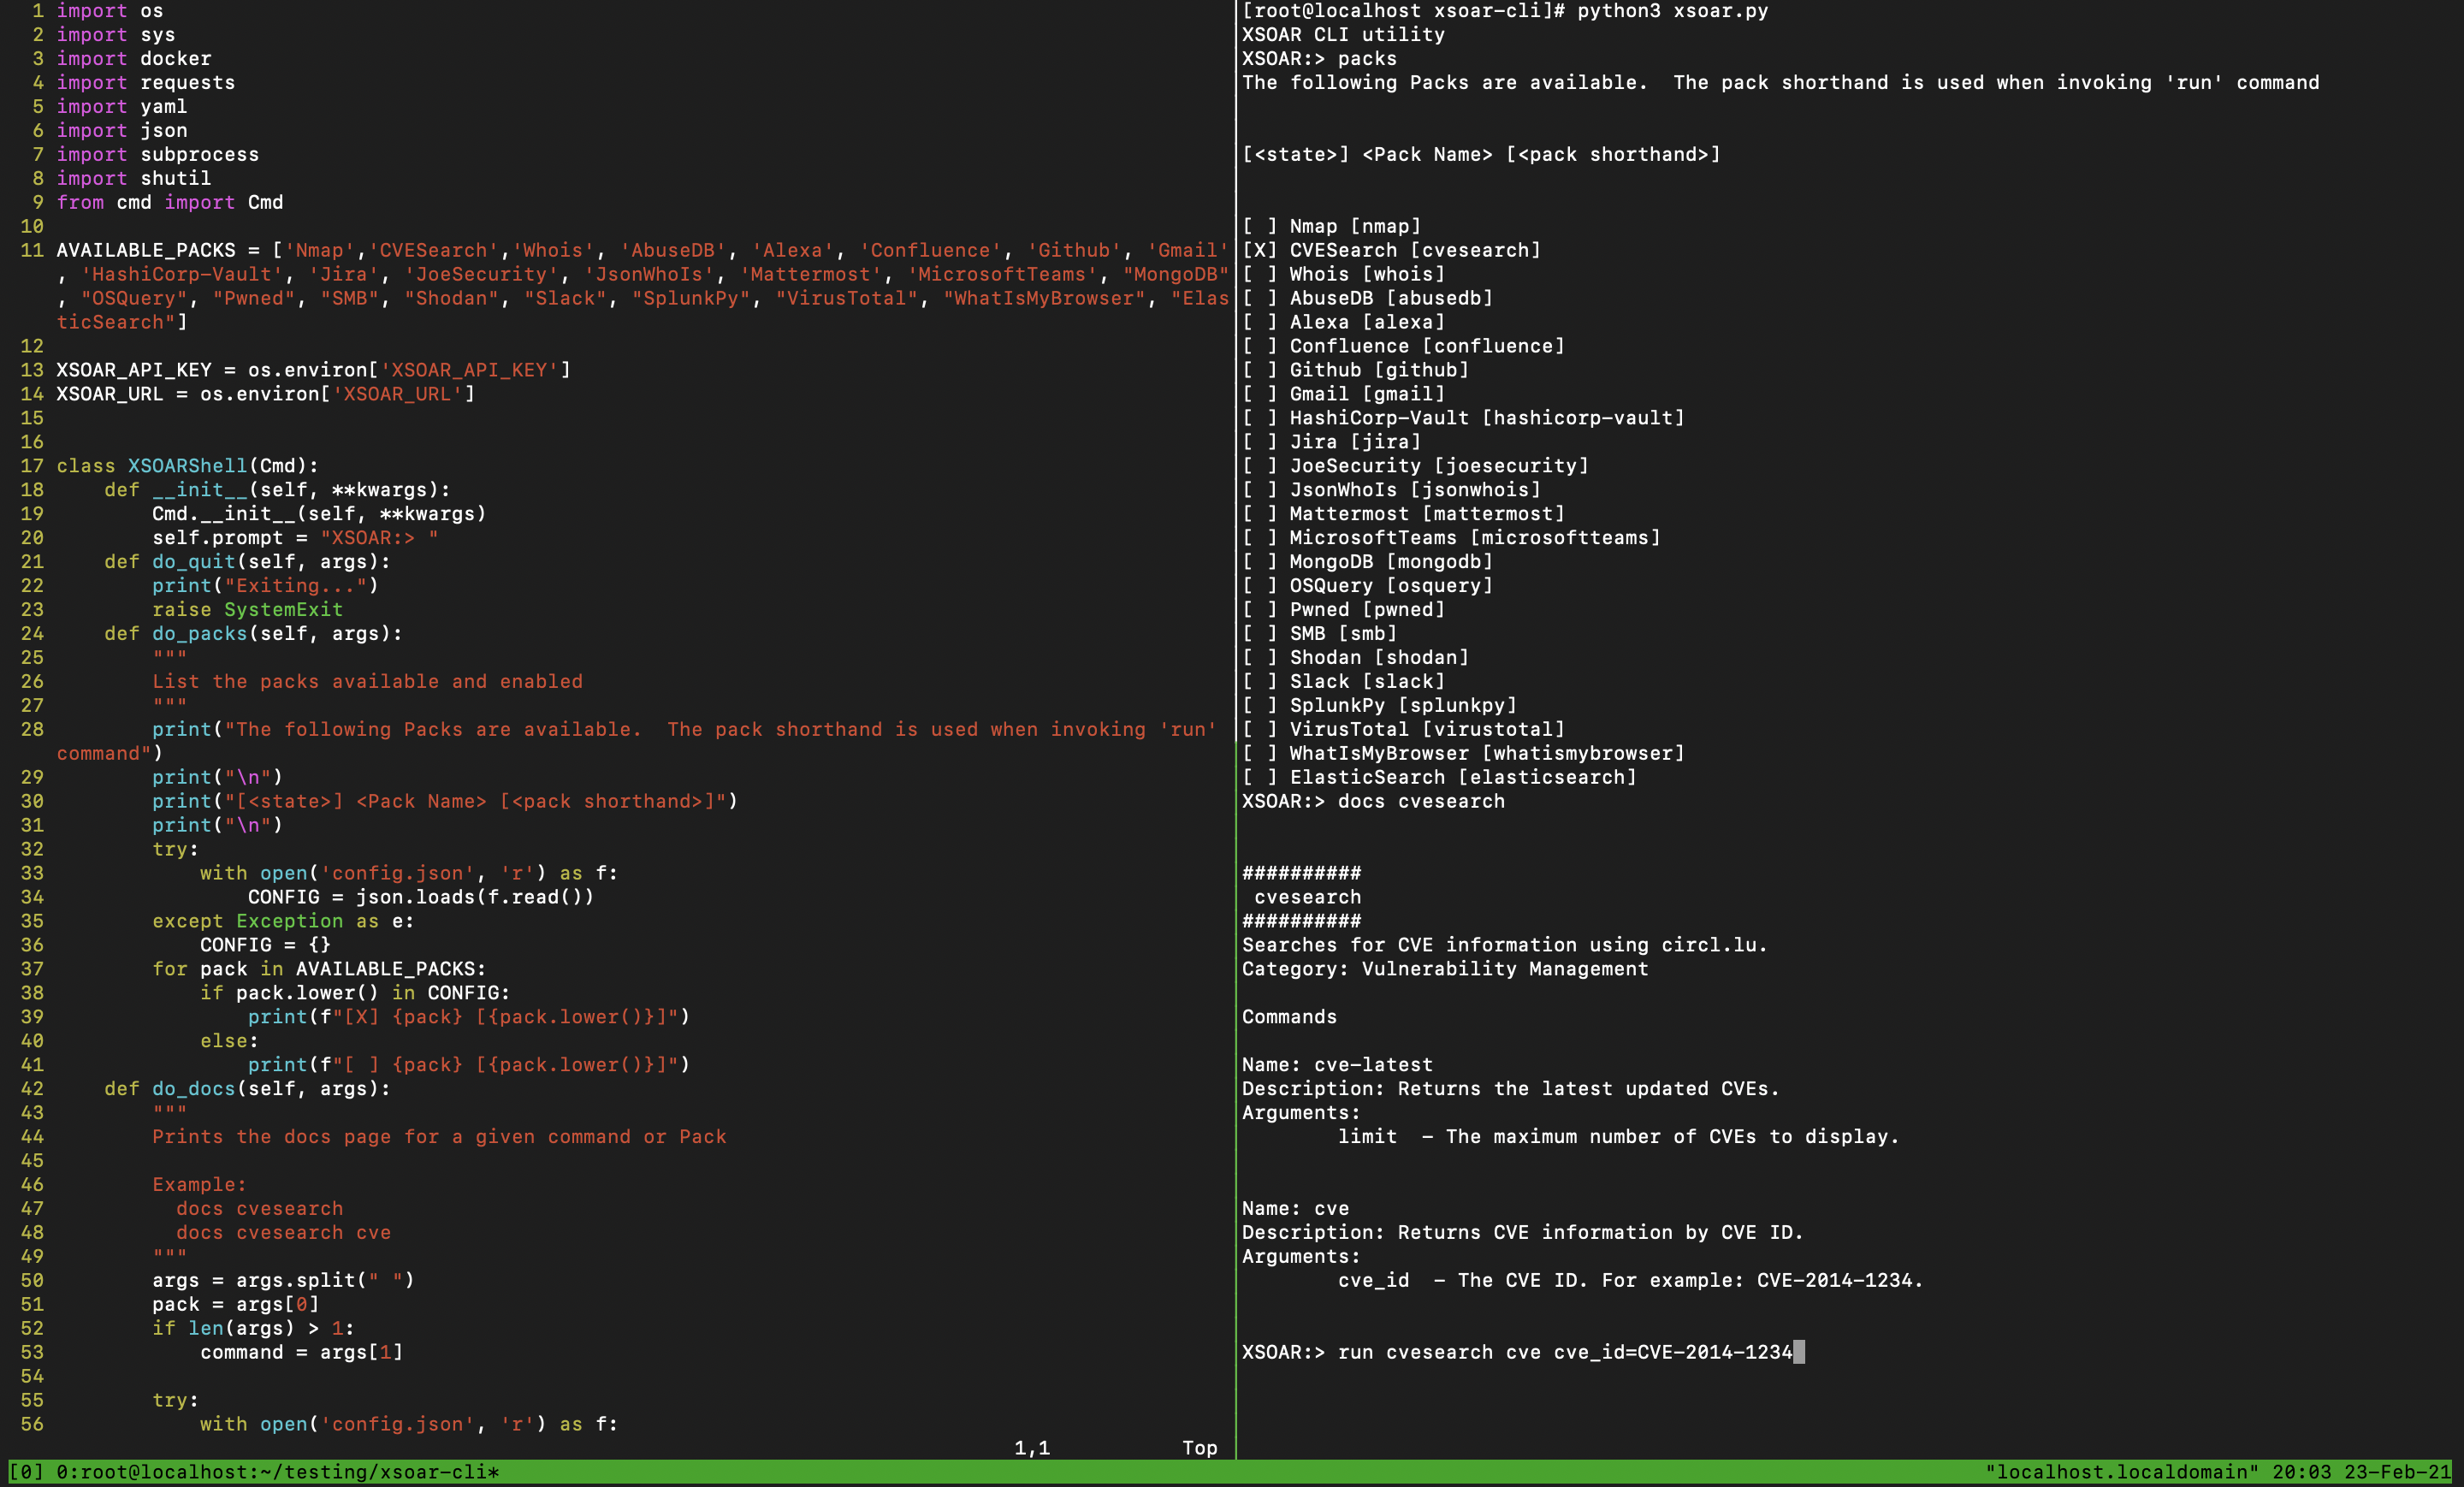 1 import os
2 import sys
3 import docker
4 import requests
5 import yaml
6 import json
7 import subprocess
8 import shutil
9 from cmd import Cmd
10
11 AVAILABLE_PACKS = ['Nmap','CVESearch','Whois', 'AbuseDB', 'Alexa', 'Confluence', 'Github', 'Gmail'
, 'HashiCorp-Vault', 'Jira', 'JoeSecurity', 'JsonWhoIs', 'Mattermost', 'MicrosoftTeams', "MongoDB"
, "OSQuery", "Pwned", "SMB", "Shodan", "Slack", "SplunkPy", "VirusTotal", "WhatIsMyBrowser", "Elas
ticSearch"]
12
13 XSOAR_API_KEY = os.environ['XSOAR_API_KEY']
14 XSOAR_URL = os.environ['XSOAR_URL']
15
16
17 class XSOARShell(Cmd):
18     def __init__(self, **kwargs):
19         Cmd.__init__(self, **kwargs)
20         self.prompt = "XSOAR:> "
21     def do_quit(self, args):
22         print("Exiting...")
23         raise SystemExit
24     def do_packs(self, args):
25         """
26         List the packs available and enabled
27         """
28         print("The following Packs are available.  The pack shorthand is used when invoking 'run'
command")
29         print("\n")
30         print("[<state>] <Pack Name> [<pack shorthand>]")
31         print("\n")
32         try:
33             with open('config.json', 'r') as f:
34                 CONFIG = json.loads(f.read())
35         except Exception as e:
36             CONFIG = {}
37         for pack in AVAILABLE_PACKS:
38             if pack.lower() in CONFIG:
39                 print(f"[X] {pack} [{pack.lower()}]")
40             else:
41                 print(f"[ ] {pack} [{pack.lower()}]")
42     def do_docs(self, args):
43         """
44         Prints the docs page for a given command or Pack
45
46         Example:
47           docs cvesearch
48           docs cvesearch cve
49         """
50         args = args.split(" ")
51         pack = args[0]
52         if len(args) > 1:
53             command = args[1]
54
55         try:
56             with open('config.json', 'r') as f:
1,1 Top
[root@localhost xsoar-cli]# python3 xsoar.py
XSOAR CLI utility
XSOAR:> packs
The following Packs are available.  The pack shorthand is used when invoking 'run' command
[<state>] <Pack Name> [<pack shorthand>]
[ ] Nmap [nmap]
[X] CVESearch [cvesearch]
[ ] Whois [whois]
[ ] AbuseDB [abusedb]
[ ] Alexa [alexa]
[ ] Confluence [confluence]
[ ] Github [github]
[ ] Gmail [gmail]
[ ] HashiCorp-Vault [hashicorp-vault]
[ ] Jira [jira]
[ ] JoeSecurity [joesecurity]
[ ] JsonWhoIs [jsonwhois]
[ ] Mattermost [mattermost]
[ ] MicrosoftTeams [microsoftteams]
[ ] MongoDB [mongodb]
[ ] OSQuery [osquery]
[ ] Pwned [pwned]
[ ] SMB [smb]
[ ] Shodan [shodan]
[ ] Slack [slack]
[ ] SplunkPy [splunkpy]
[ ] VirusTotal [virustotal]
[ ] WhatIsMyBrowser [whatismybrowser]
[ ] ElasticSearch [elasticsearch]
XSOAR:> docs cvesearch
##########
 cvesearch
##########
Searches for CVE information using circl.lu.
Category: Vulnerability Management
Commands
Name: cve-latest
Description: Returns the latest updated CVEs.
Arguments:
        limit  - The maximum number of CVEs to display.
Name: cve
Description: Returns CVE information by CVE ID.
Arguments:
        cve_id  - The CVE ID. For example: CVE-2014-1234.
XSOAR:> run cvesearch cve cve_id=CVE-2014-1234
[0] 0:root@localhost:~/testing/xsoar-cli* "localhost.localdomain" 20:03 23-Feb-21